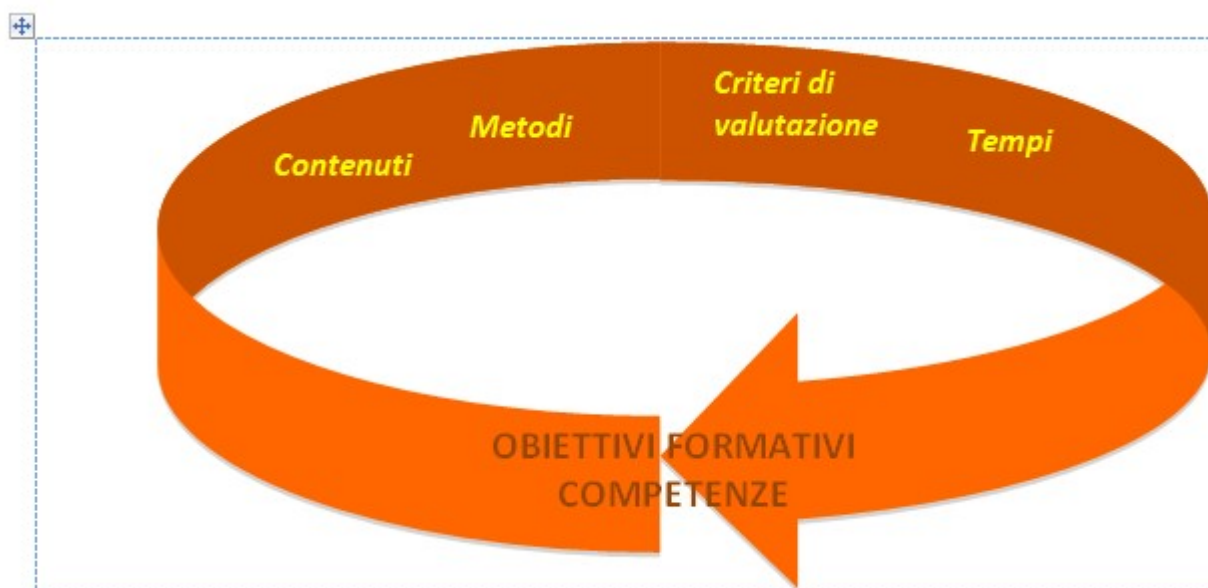 Contenuti
Metodi
Criteri di
valutazione
Tempi
OBIETTIVI FORMATIVI
COMPETENZE